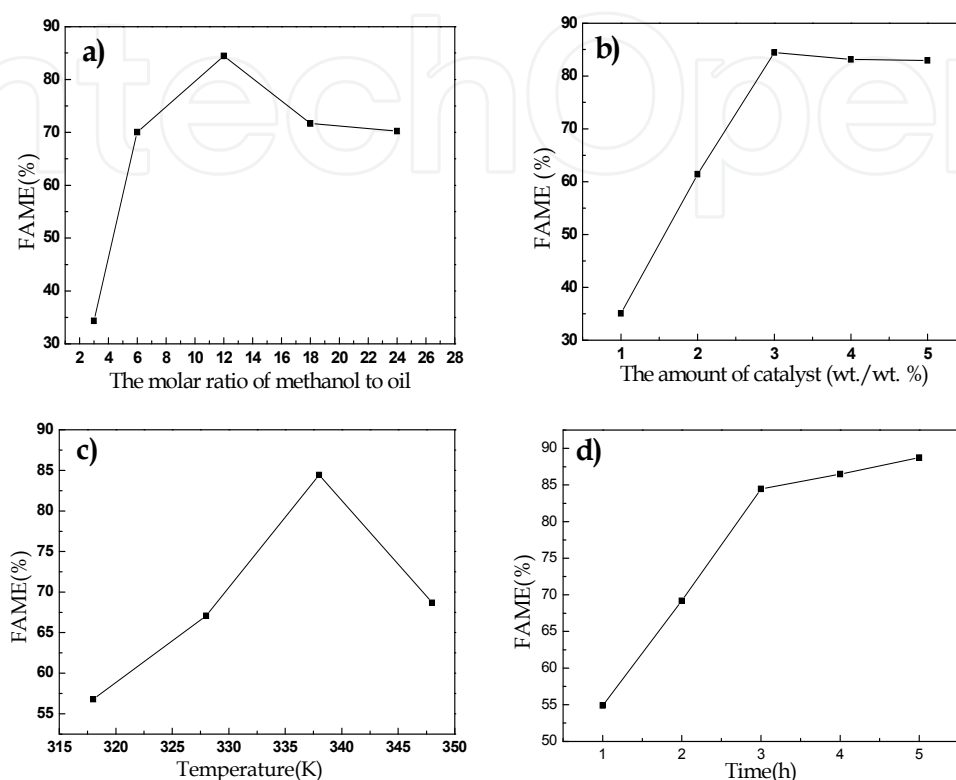 ntechOpen
a)
90
80
70
60
50
40
30
FAME(%)
2 4 6 8 10 12 14 16 18 20 22 24 26 28
The molar ratio of methanol to oil
b)
90
80
70
60
50
40
30
FAME (%)
1 2 3 4 5
The amount of catalyst (wt./wt. %)
c)
90
85
80
75
70
65
60
55
FAME(%)
315 320 325 330 335 340 345 350
Temperature(K)
d)
90
85
80
75
70
65
60
55
50
FAME(%)
1 2 3 4 5
Time(h)